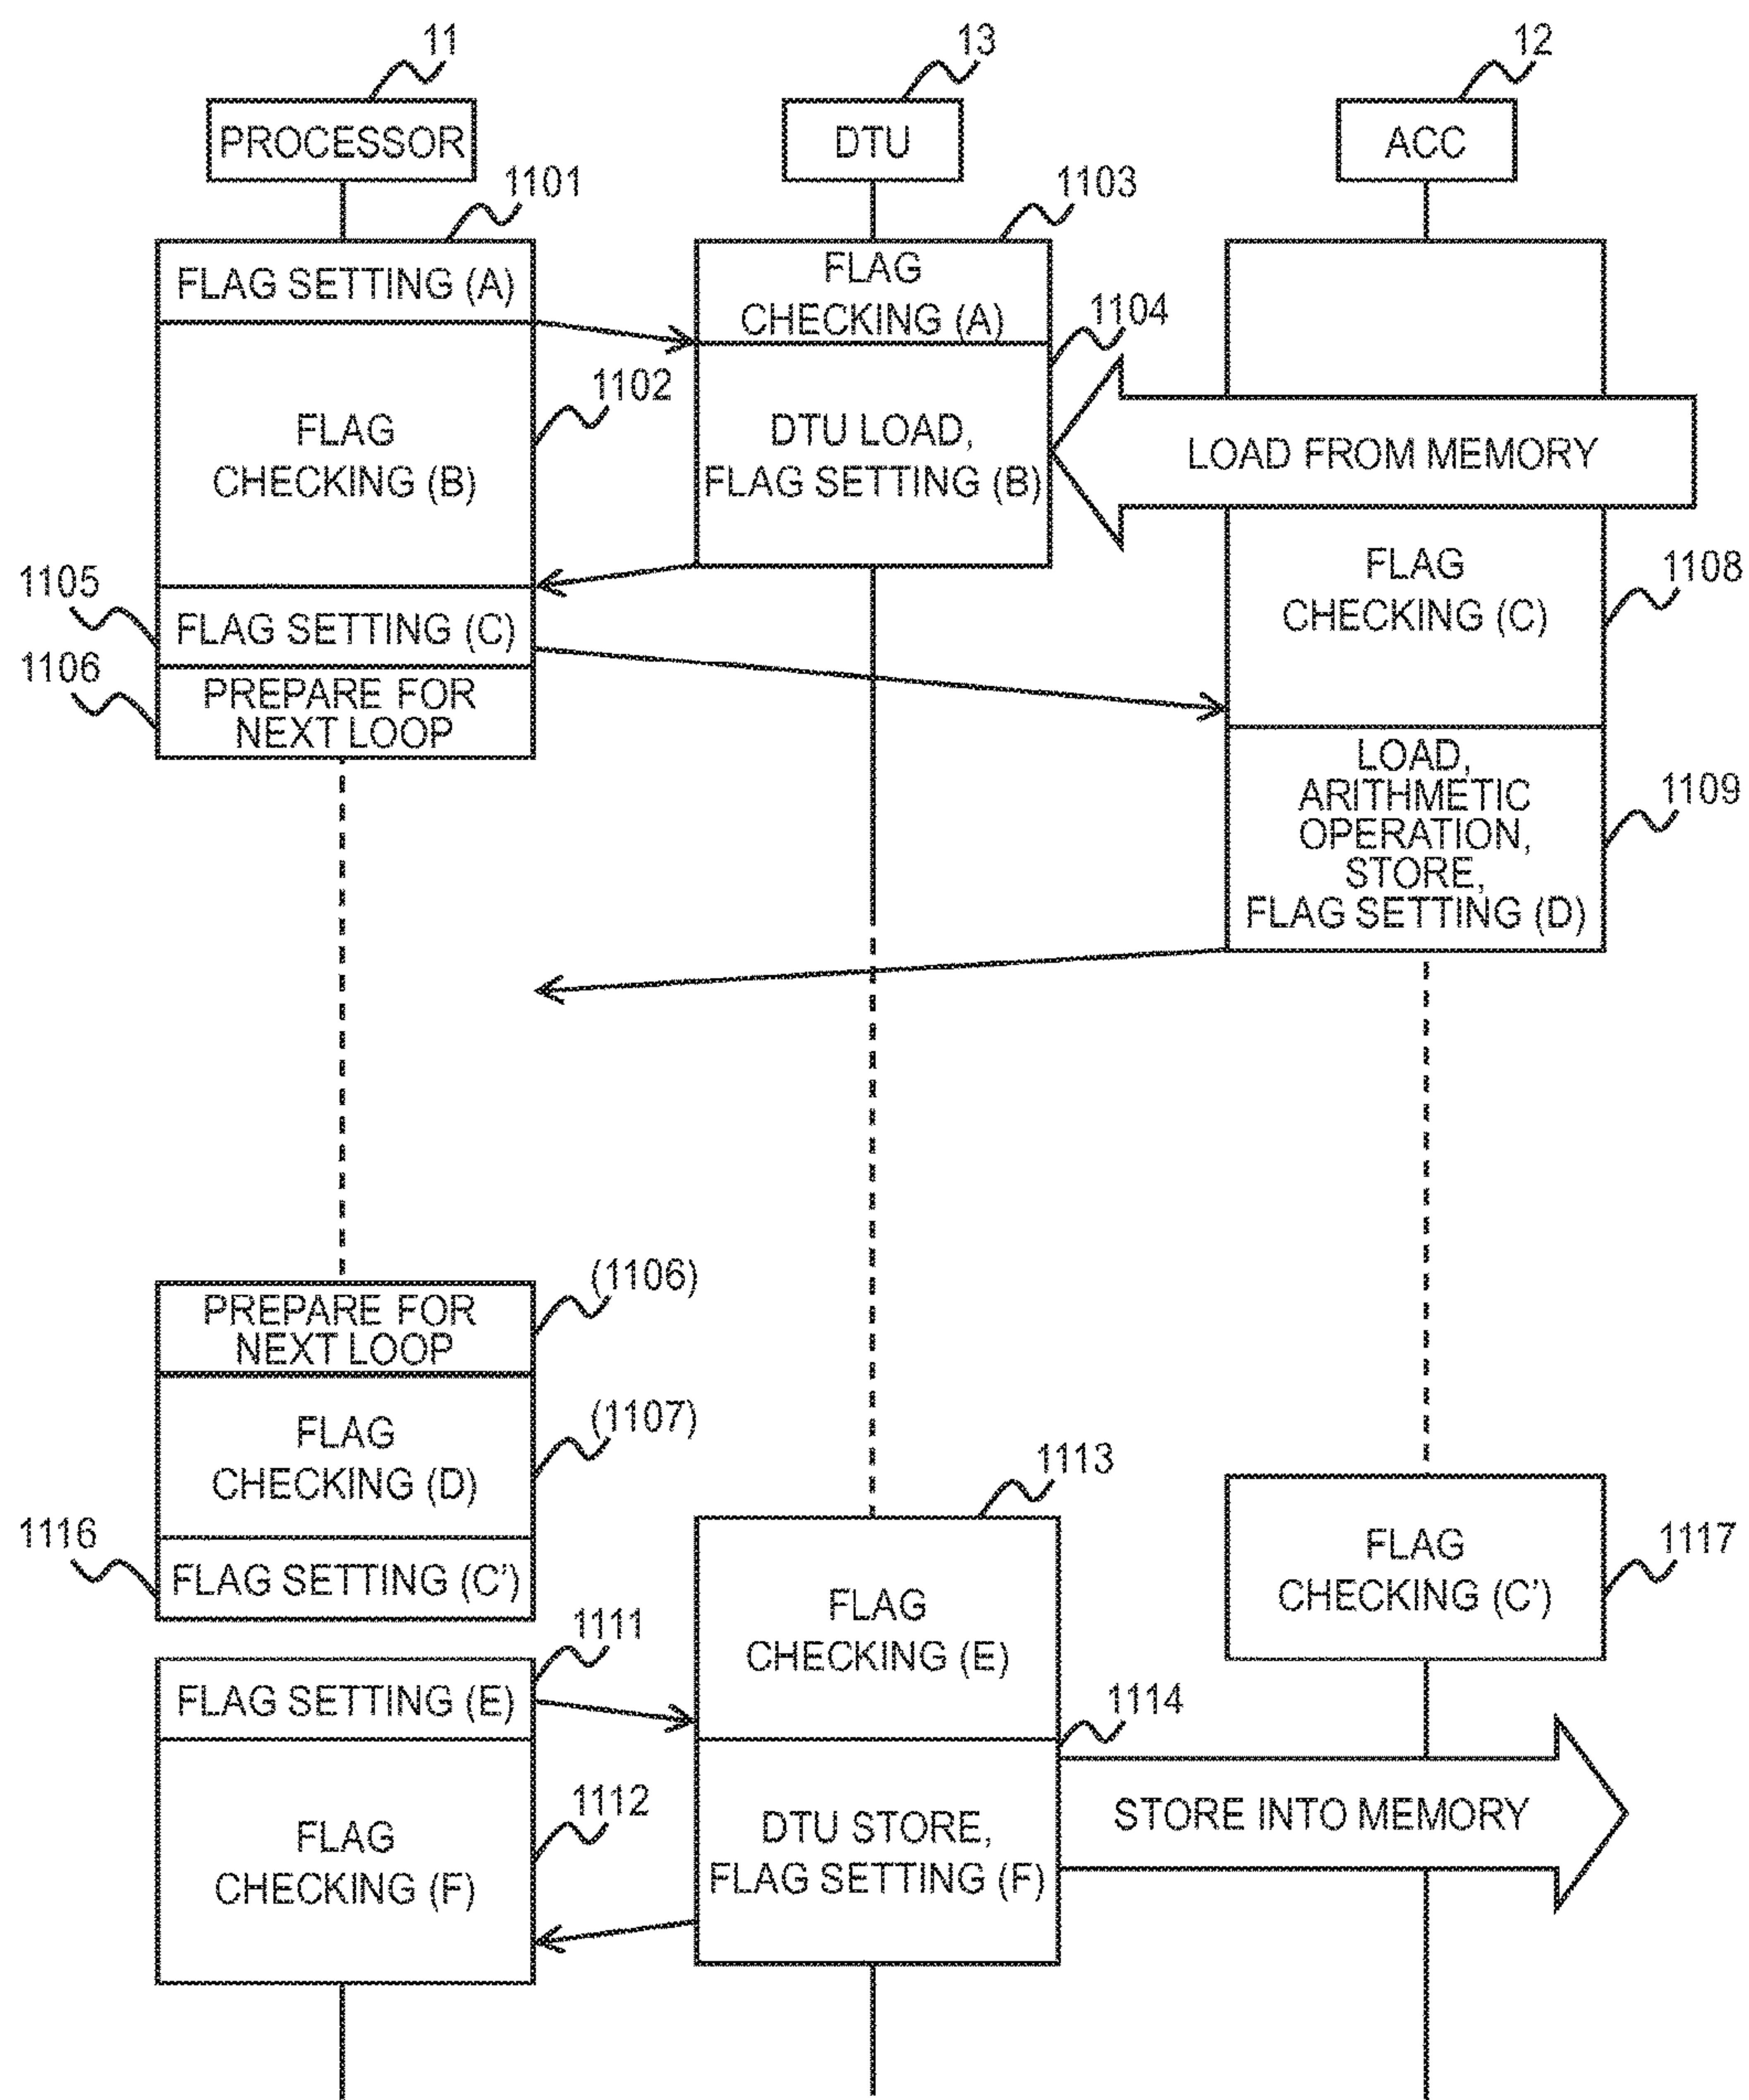 11
13
12
PROCESSOR
DTU
ACC
1101
1103
FLAG SETTING (A)
FLAG
CHECKING (A)
1104
1102
FLAG
CHECKING (B)
DTU LOAD,
FLAG SETTING (B)
LOAD FROM MEMORY
1105
FLAG SETTING (C)
FLAG
CHECKING (C)
1108
1106
PREPARE FOR
NEXT LOOP
LOAD,
ARITHMETIC
OPERATION,
STORE,
FLAG SETTING (D)
1109
PREPARE FOR
NEXT LOOP
(1106)
FLAG
CHECKING (D)
(1107)
1113
1116
FLAG SETTING (C')
FLAG
CHECKING (E)
FLAG
CHECKING (C')
1117
1111
FLAG SETTING (E)
1114
1112
FLAG
CHECKING (F)
DTU STORE,
FLAG SETTING (F)
STORE INTO MEMORY